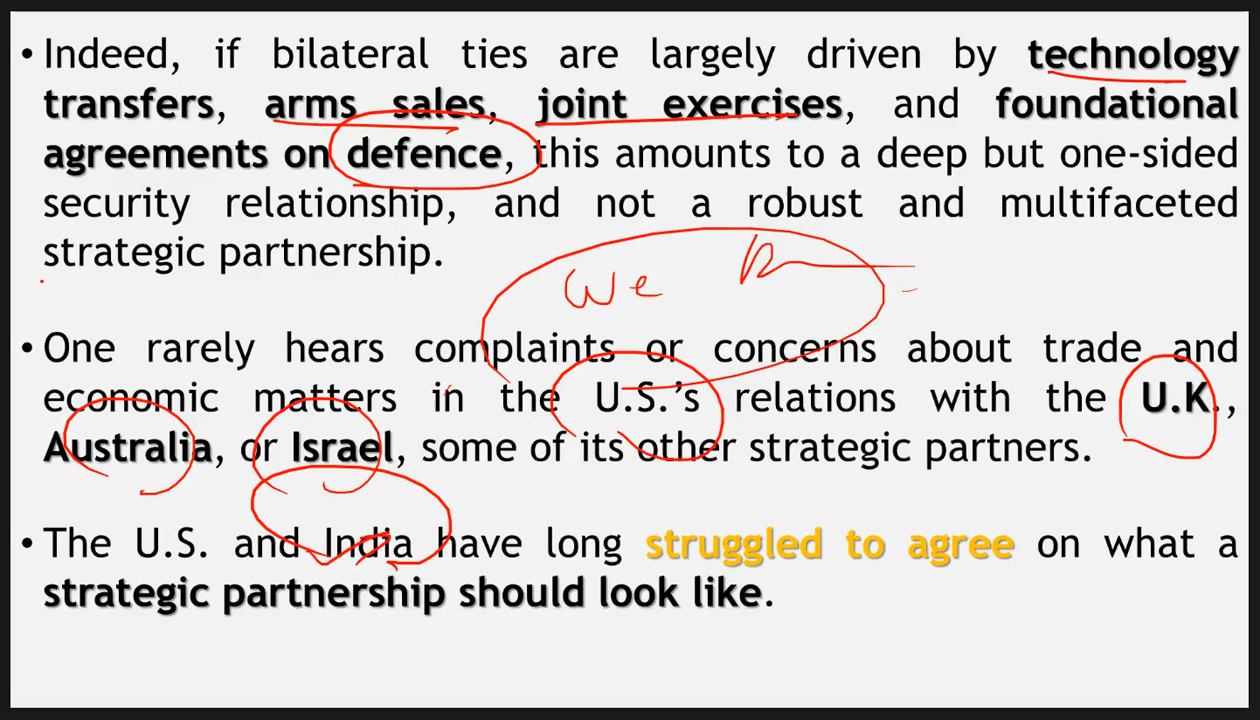 • Indeed, if bilateral ties are largely driven by technology
transfers, arms sales, joint exercises, and foundational
agreements on defence, this amounts to a deep but one-sided
security relationship, and not a robust and multifaceted
strategic partnership.
We
• One rarely hears complaints or concerns about trade and
economic matters in the U.S.'s relations with the U.K.,
Australia, or Israel, some of its other strategic partners.
• The U.S. and India have long struggled to agree on what a
strategic partnership should look like.